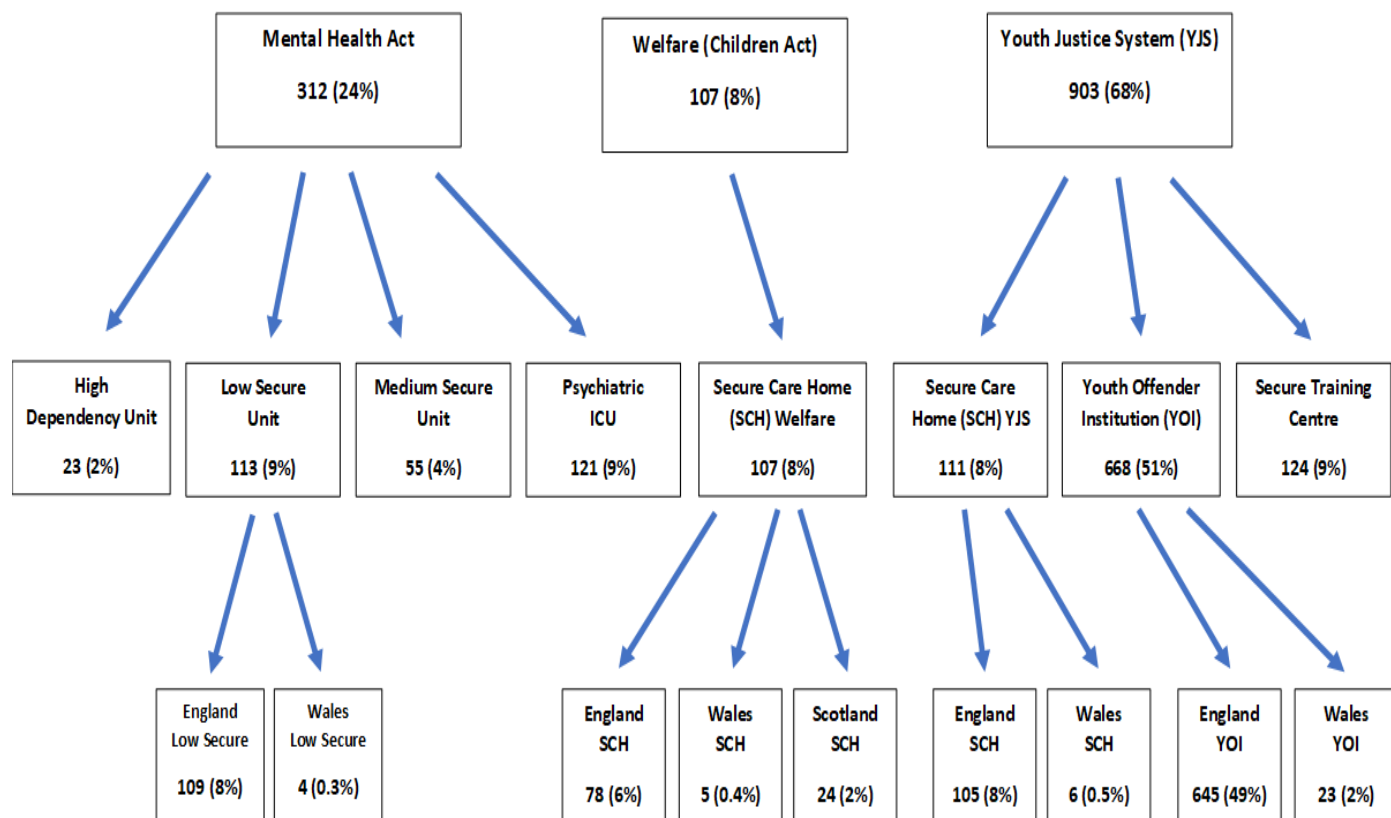 Mental Health Act
312 (24%)
Welfare (Children Act)
107 (8%)
Youth Justice System (YJS)
903 (68%)
High
Dependency Unit
23 (2%)
Low Secure
Unit
113 (9%)
Medium Secure
Unit
55 (4%)
Psychiatric
ICU
121 (9%)
Secure Care Home
(SCH) Welfare
107 (8%)
Secure Care
Home (SCH) YJS
111 (8%)
Youth Offender
Institution (YOI)
668 (51%)
Secure Training
Centre
124 (9%)
England
Low Secure
109 (8%)
Wales
Low Secure
4 (0.3%)
England
SCH
78 (6%)
Wales
SCH
5 (0.4%)
Scotland
SCH
24 (2%)
England
SCH
105 (8%)
Wales
SCH
6 (0.5%)
England
YOI
645 (49%)
Wales
YOI
23 (2%)